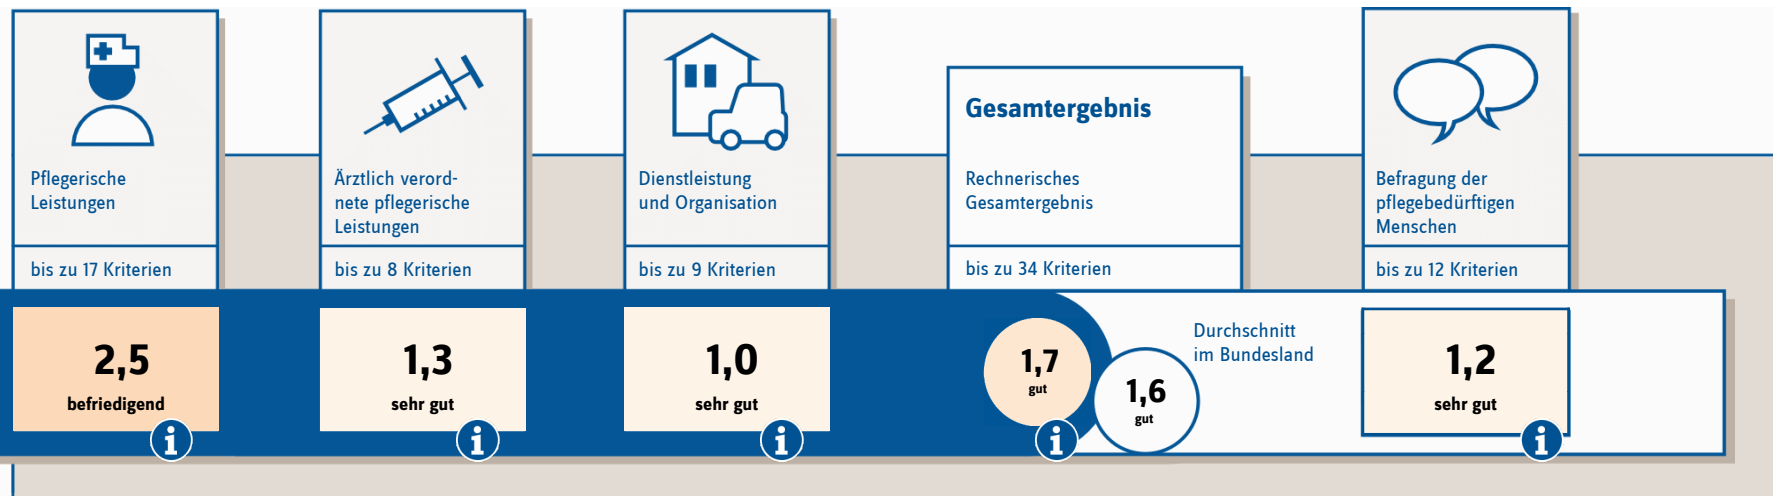 Pflegerische
Leistungen
bis zu 17 Kriterien
2,5
befriedigend
i
Ärztlich verord-
nete pflegerische
Leistungen
bis zu 8 Kriterien
1,3
sehr gut
i
Dienstleistung
und Organisation
bis zu 9 Kriterien
1,0
sehr gut
i
Gesamtergebnis
Rechnerisches
Gesamtergebnis
bis zu 34 Kriterien
1,7
gut
i
Durchschnitt
im Bundesland
1,6
gut
Befragung der
pflegebedürftigen
Menschen
bis zu 12 Kriterien
1,2
sehr gut
i